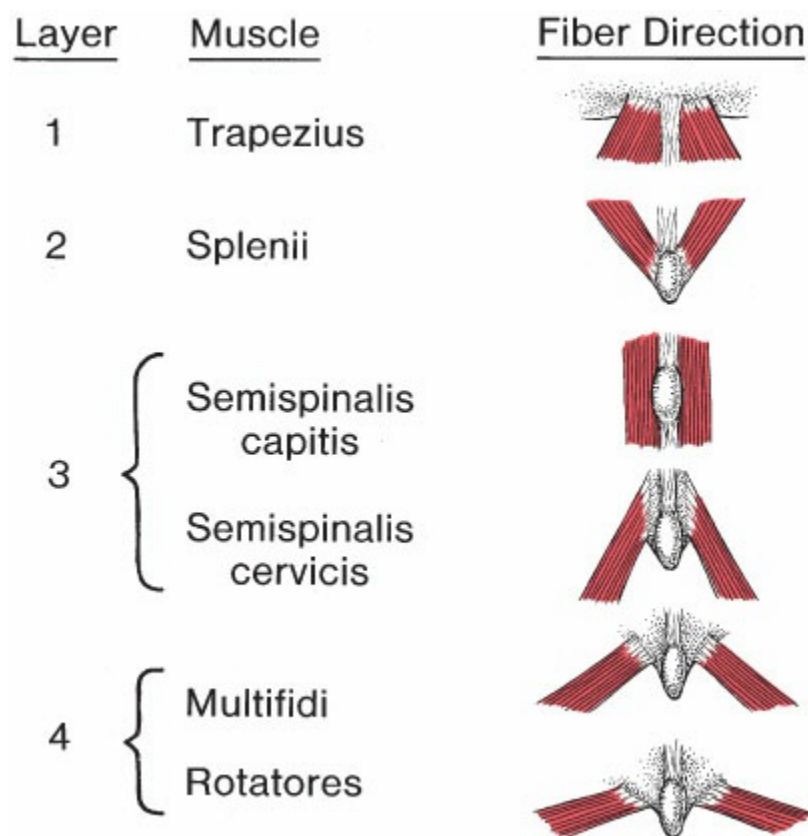 Layer Muscle Fiber Direction
1 Trapezius
2 Splenii
Semispinalis
capitis
3
Semispinalis
cervicis
Multifidi
4
Rotatores